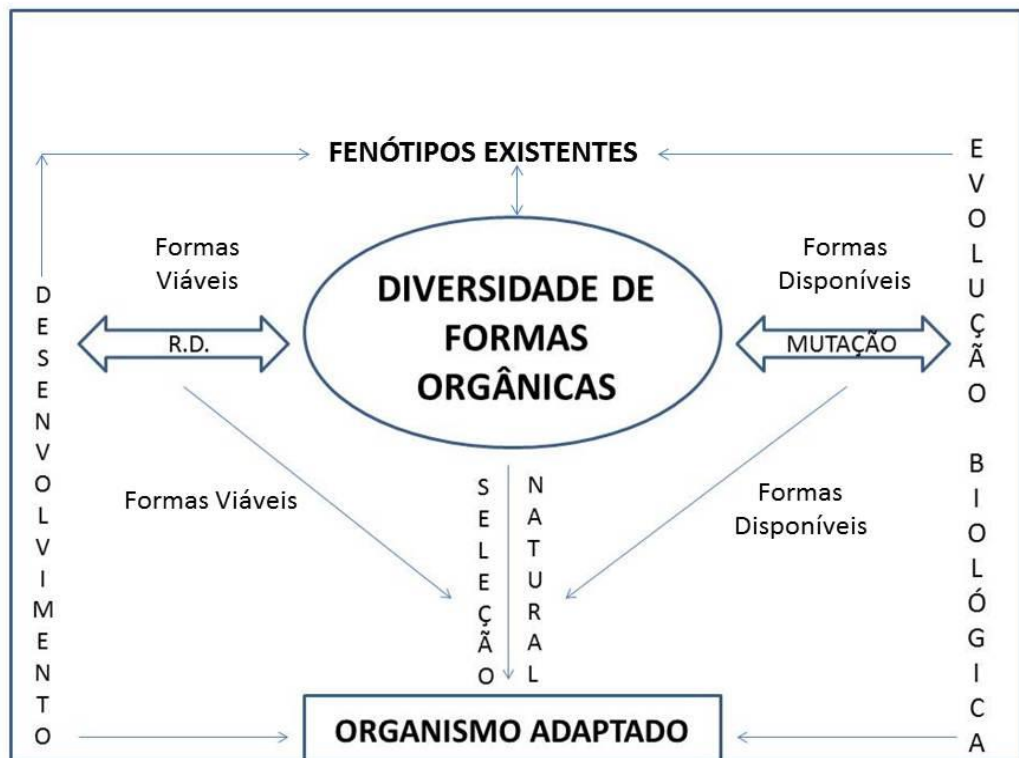 FENÓTIPOS EXISTENTES
Formas
Viáveis
Formas
Disponíveis
DIVERSIDADE DE
FORMAS
ORGÂNICAS
R.D.
MUTAÇÃO
DESENVOLVIMENTO
EVOLUÇÃO BIOLÓGICA
Formas Viáveis
Formas
Disponíveis
SELEÇÃO
NATURAL
ORGANISMO ADAPTADO